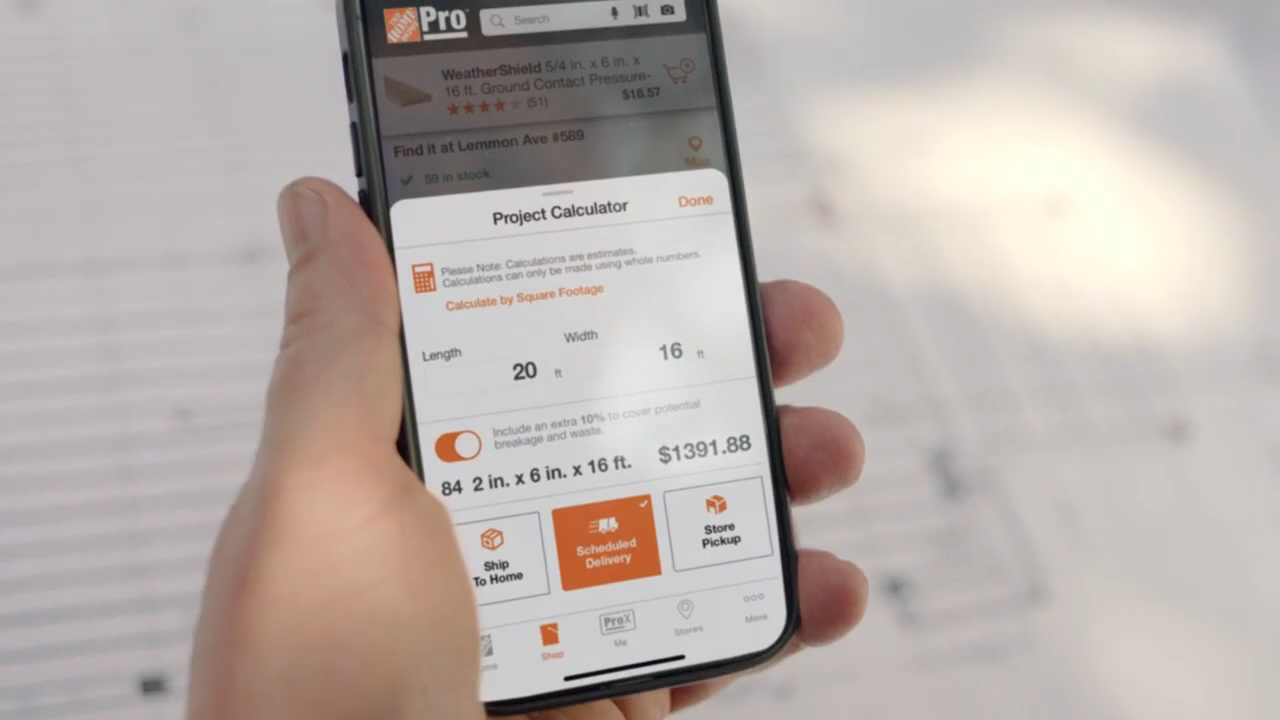 THE HOME DEPOT
Pro
Search
WeatherShield 5/4 in. x 6 in. x
16 ft. Ground Contact Pressure-
(51)
$16.57
Find it at Lemmon Ave #589
59 in stock
Map
Project Calculator
Done
Please Note: Calculations are estimates.
Calculations can only be made using whole numbers.
Calculate by Square Footage
Length
20 ft
Width
16 ft
Include an extra 10% to cover potential
breakage and waste.
84 2 in. x 6 in. x 16 ft. $1391.88
Ship
To Home
Scheduled
Delivery
Store
Pickup
ome
Shop
ProX
Me
Stores
More